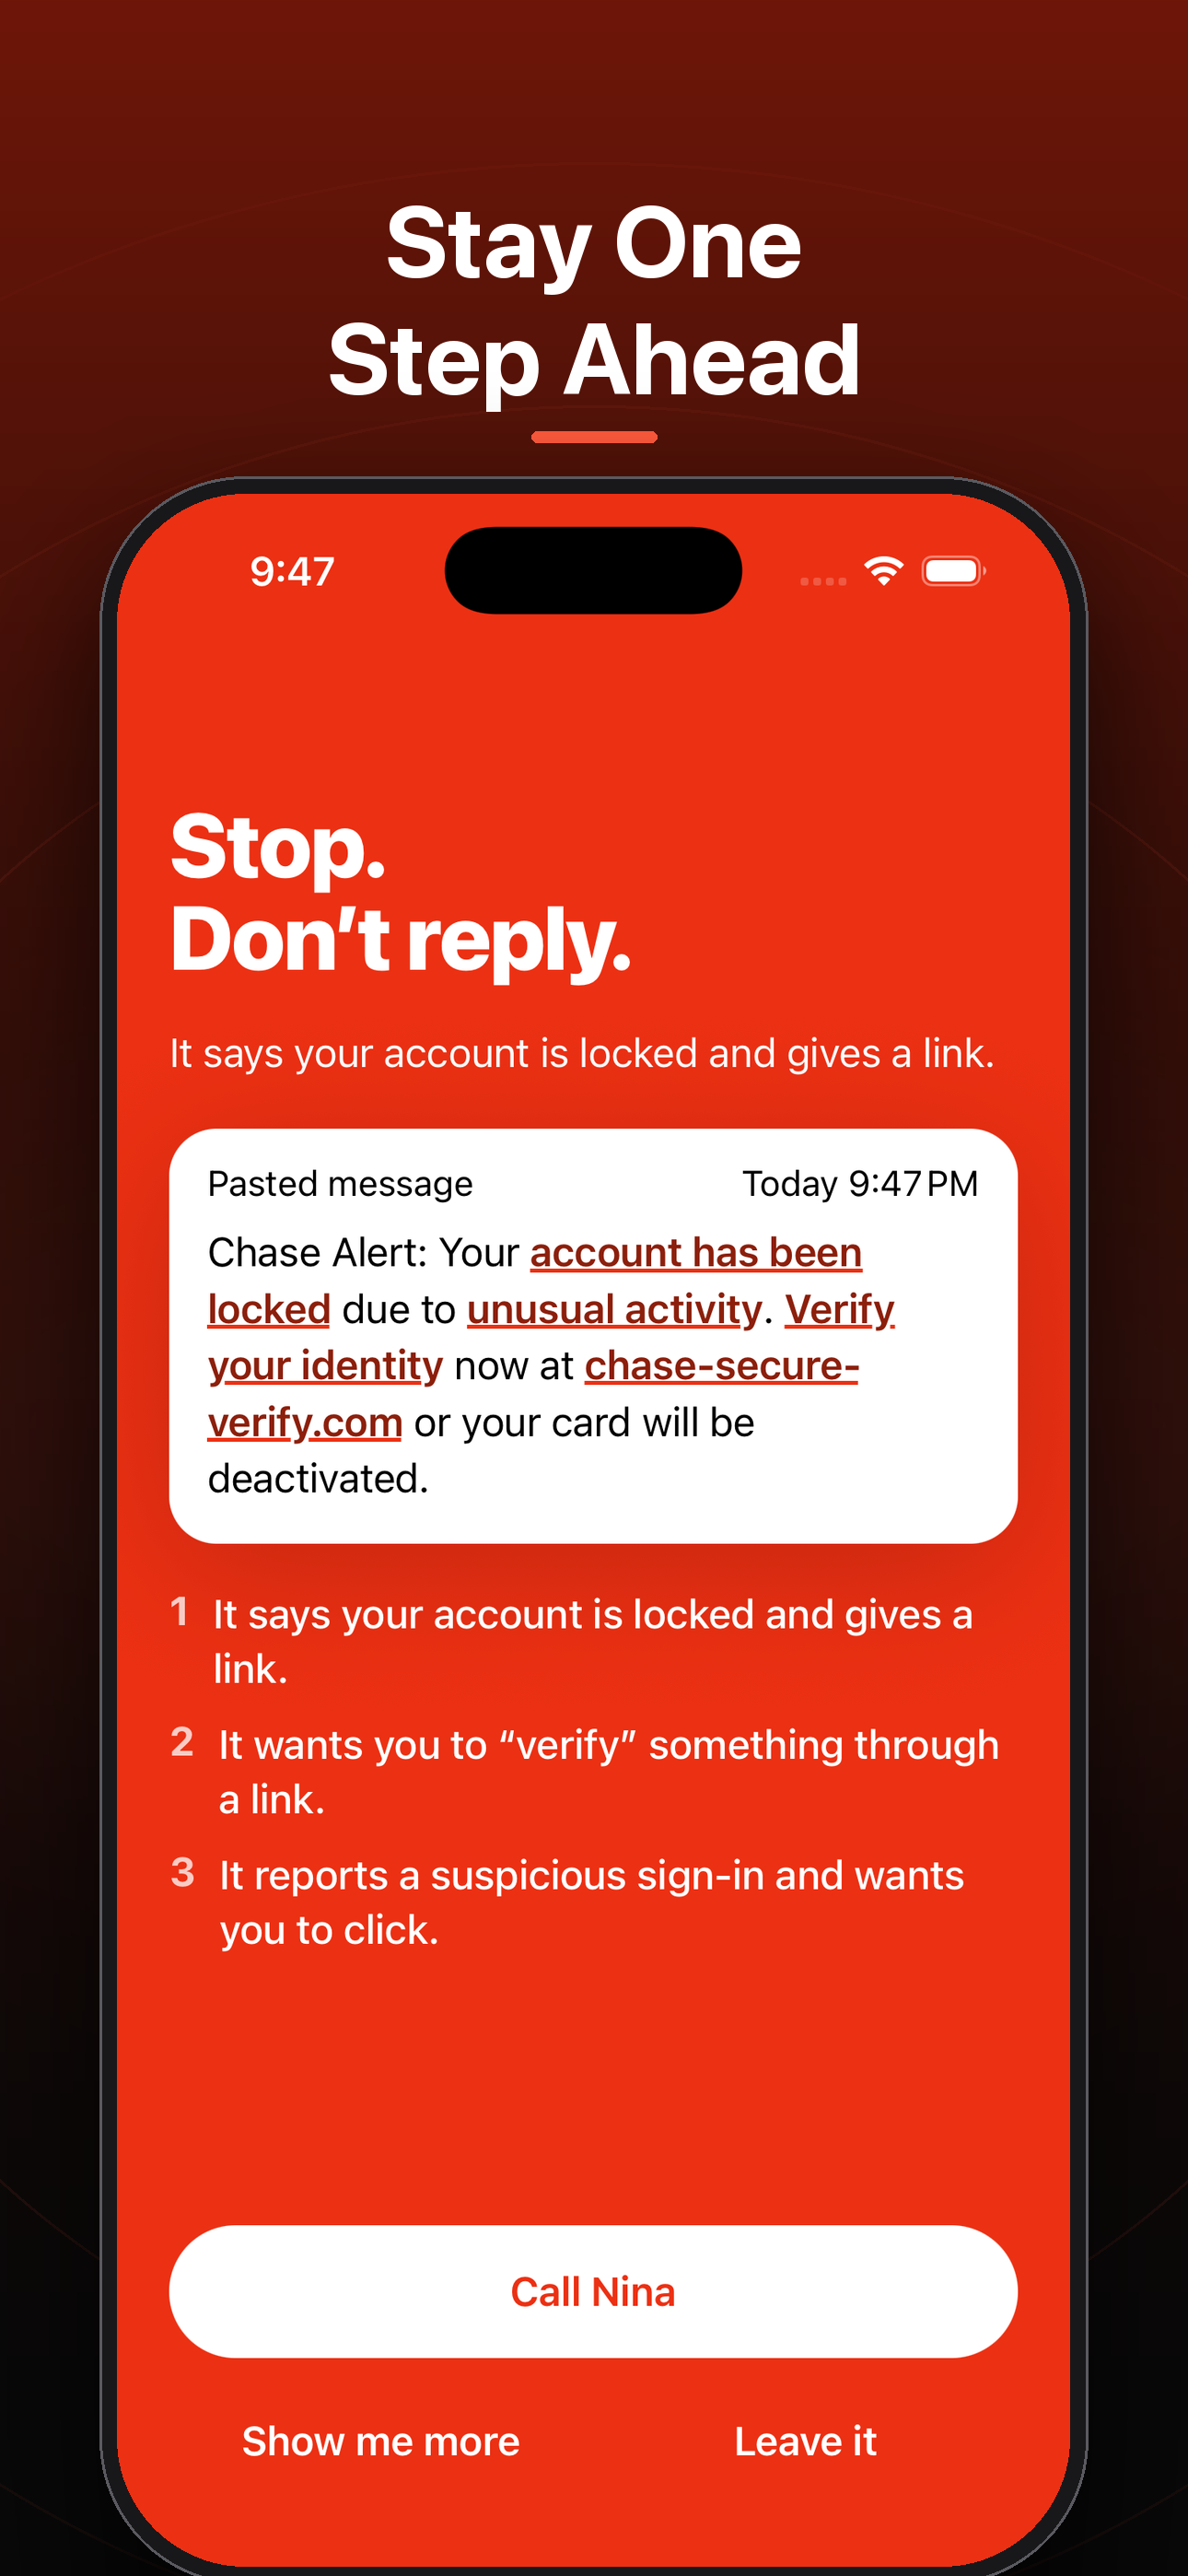 Stay One
Step Ahead
9:47
Stop.
Don’t reply.
It says your account is locked and gives a link.
Pasted message Today 9:47 PM
Chase Alert: Your account has been
locked due to unusual activity. Verify
your identity now at chase-secure-
verify.com or your card will be
deactivated.
1 It says your account is locked and gives a
link.
2 It wants you to “verify” something through
a link.
3 It reports a suspicious sign-in and wants
you to click.
Call Nina
Show me more Leave it